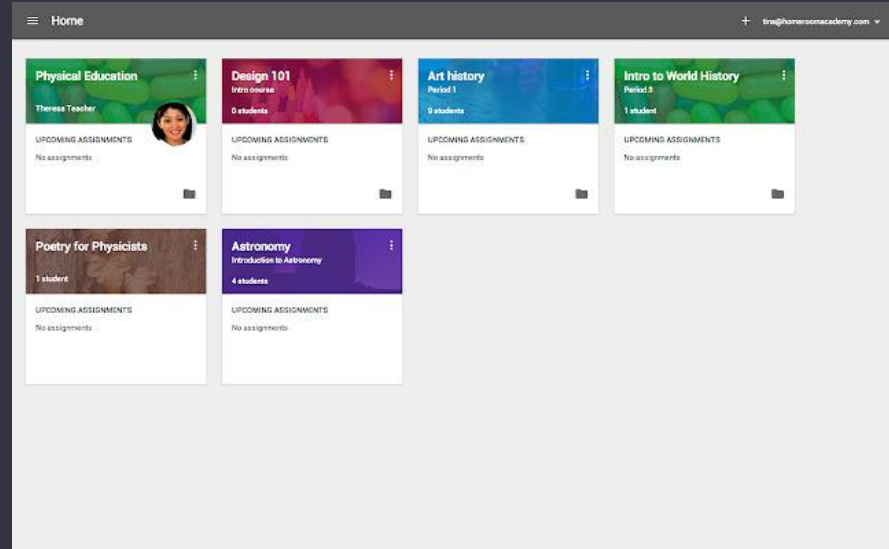 Home
+ tina@homeroomacademy.com
Physical Education
Theresa Teacher
UPCOMING ASSIGNMENTS
No assignments
Design 101
Intro course
0 students
UPCOMING ASSIGNMENTS
No assignments
Art history
Period 1
9 students
UPCOMING ASSIGNMENTS
No assignments
Intro to World History
Period 3
1 student
UPCOMING ASSIGNMENTS
No assignments
Poetry for Physicists
1 student
UPCOMING ASSIGNMENTS
No assignments
Astronomy
Introduction to Astronomy
4 students
UPCOMING ASSIGNMENTS
No assignments